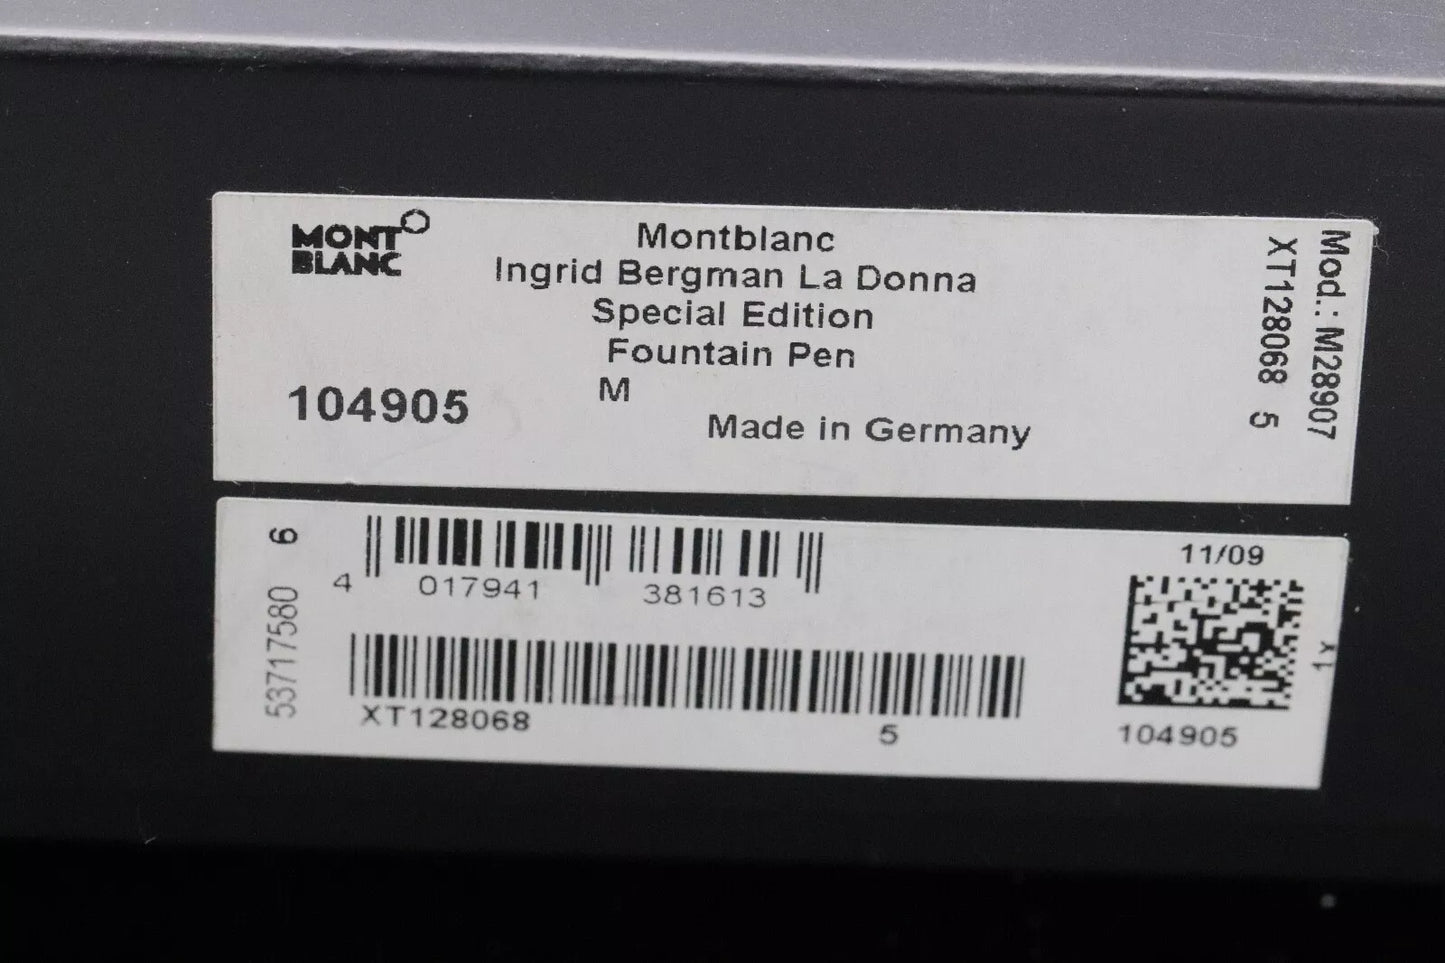 MONT
BLANC
Montblanc
Ingrid Bergman La Donna
Special Edition
Fountain Pen
M
104905
Made in Germany
Mod.: M28907
XT128068 5
53717580 6
4 017941 381613
XT128068 5
11/09
1Y
104905